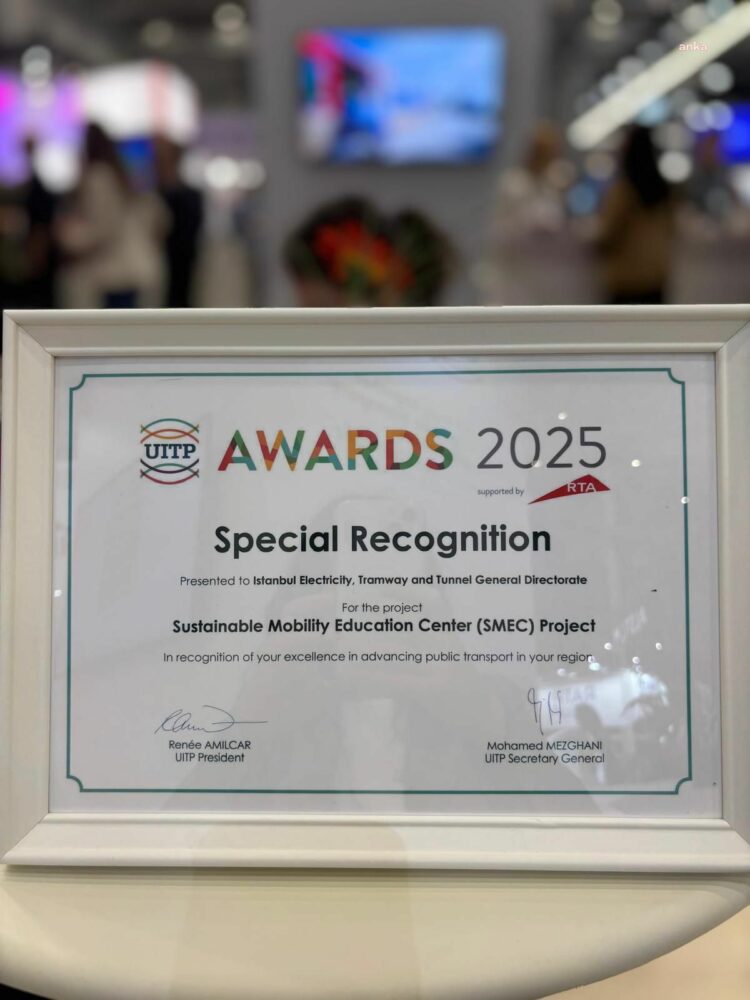 anka
UITP AWARDS 2025
supported by RTA
Special Recognition
Presented to Istanbul Electricity, Tramway and Tunnel General Directorate
For the project
Sustainable Mobility Education Center (SMEC) Project
In recognition of your excellence in advancing public transport in your region
Renée AMILCAR
UITP President
Mohamed MEZGHANI
UITP Secretary General